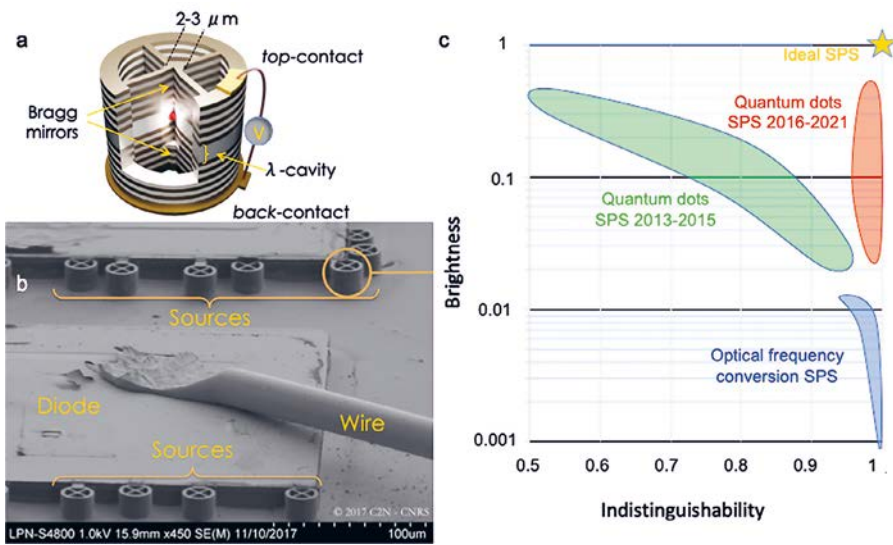 a
2-3 μm
top-contact
Bragg
mirrors
V
λ-cavity
back-contact
b
Sources
Diode
Wire
Sources
© 2017 C2N - CNRS
LPN-S4800 1.0kV 15.9mm x450 SE(M) 11/10/2017
100um
c
Brightness
1
0.1
0.01
0.001
Ideal SPS
Quantum dots
SPS 2016-2021
Quantum dots
SPS 2013-2015
Optical frequency
conversion SPS
0.5 0.6 0.7 0.8 0.9 1
Indistinguishability